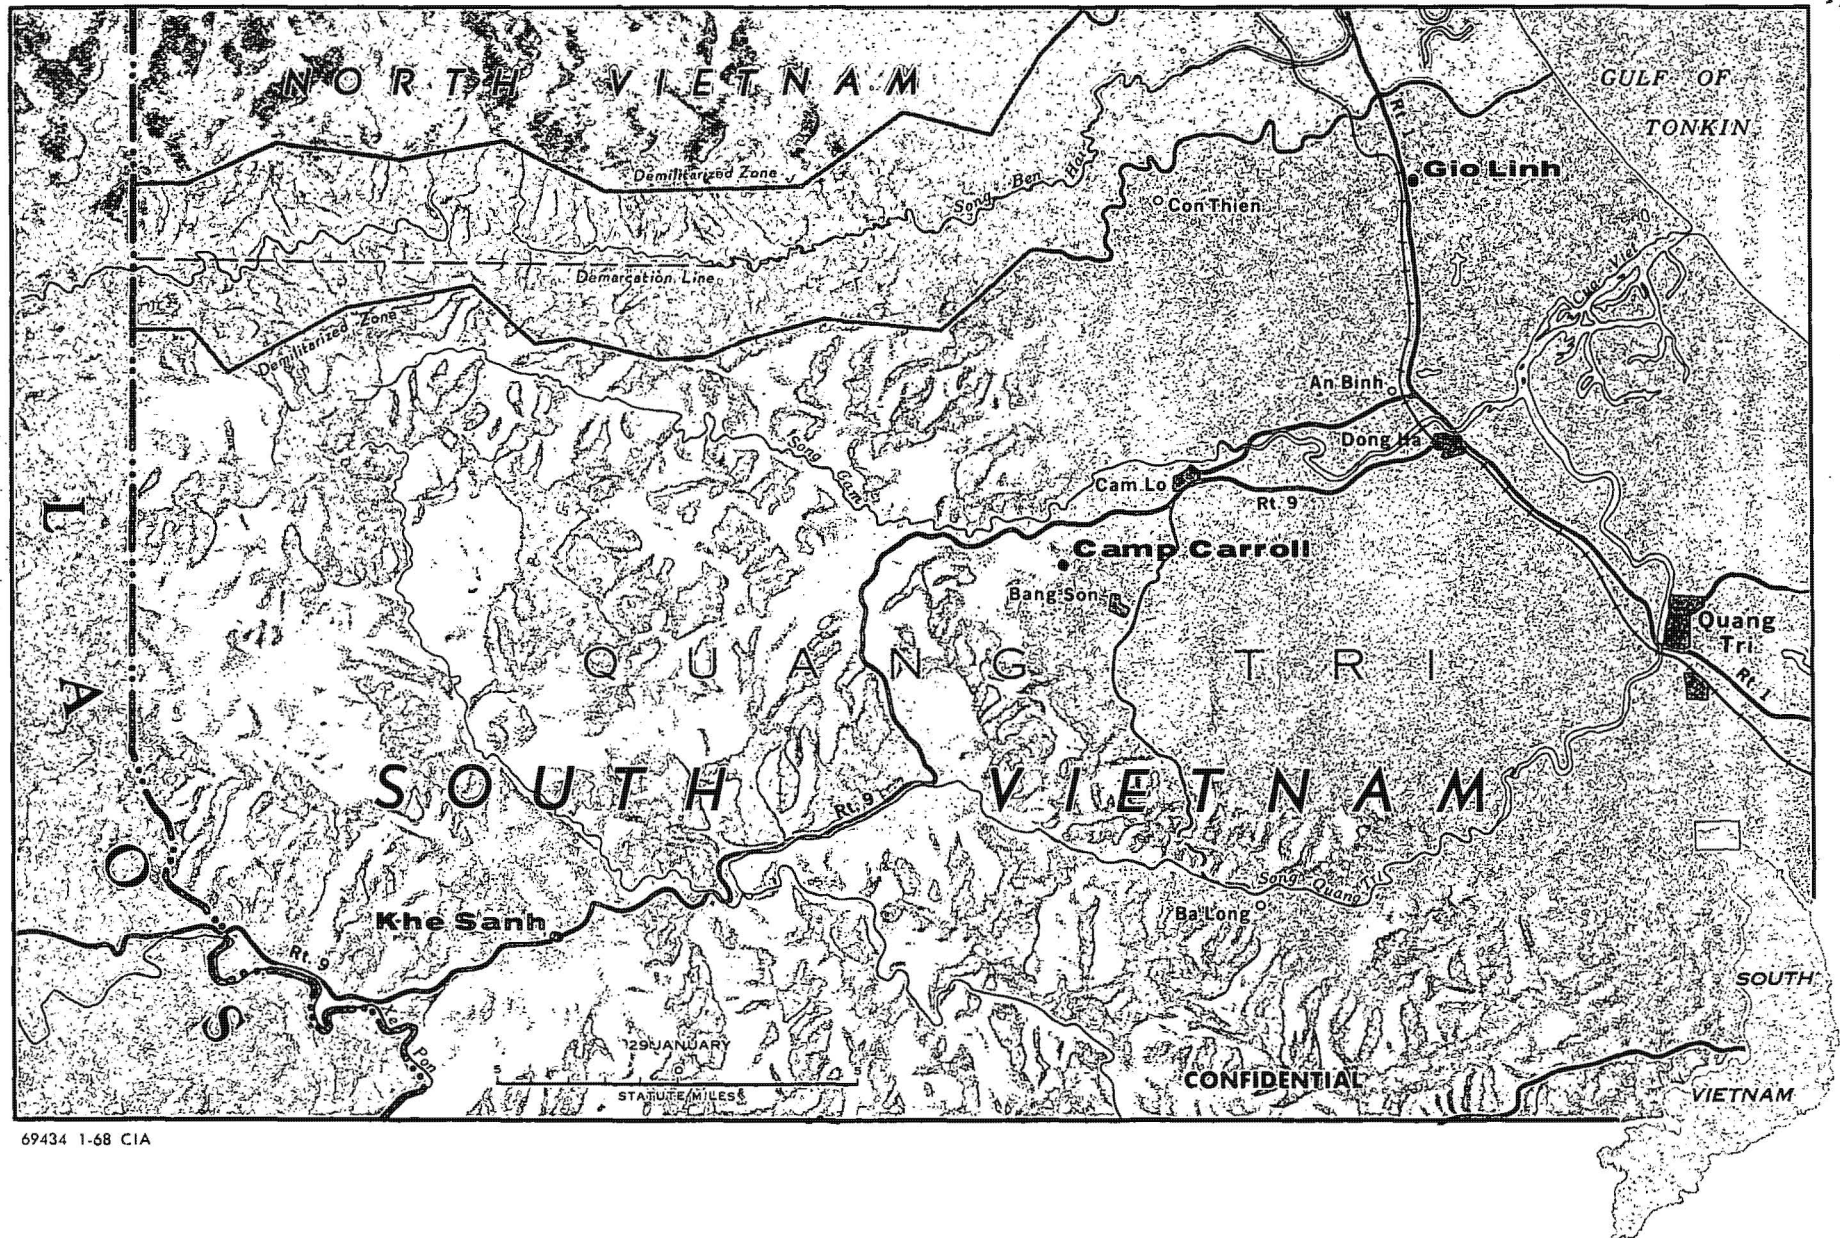 NORTH VIETNAM
GULF OF
TONKIN
Rt. 1
Gio Linh
Demilitarized Zone
Song Ben Hai
Con Thien
Demarcation Line
Cua Viet
Demilitarized Zone
An Binh
Dong Ha
Song Cam
Cam Lo
Rt. 9
LAOS
Camp Carroll
Bang Son
Quang
Tri
QUANG TRI
Rt. 1
SOUTH VIETNAM
Rt. 9
Song Quang Tri
Khe Sanh
Ba Long
Rt. 9
SOUTH
VIETNAM
Pon
29 JANUARY
5 0 5
STATUTE MILES
CONFIDENTIAL
69434 1-68 CIA